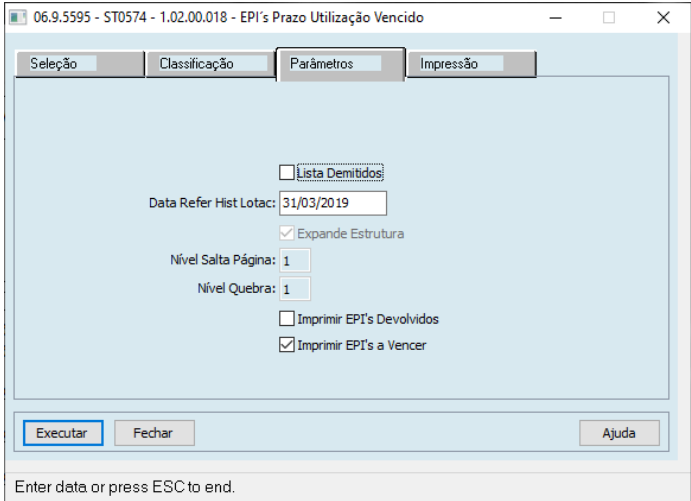 06.9.5595 - ST0574 - 1.02.00.018 - EPI´s Prazo Utilização Vencido
Seleção Classificação Parâmetros Impressão
Lista Demitidos
Data Refer Hist Lotac: 31/03/2019
Expande Estrutura
Nível Salta Página: 1
Nível Quebra: 1
Imprimir EPI's Devolvidos
Imprimir EPI's a Vencer
Executar Fechar Ajuda
Enter data or press ESC to end.